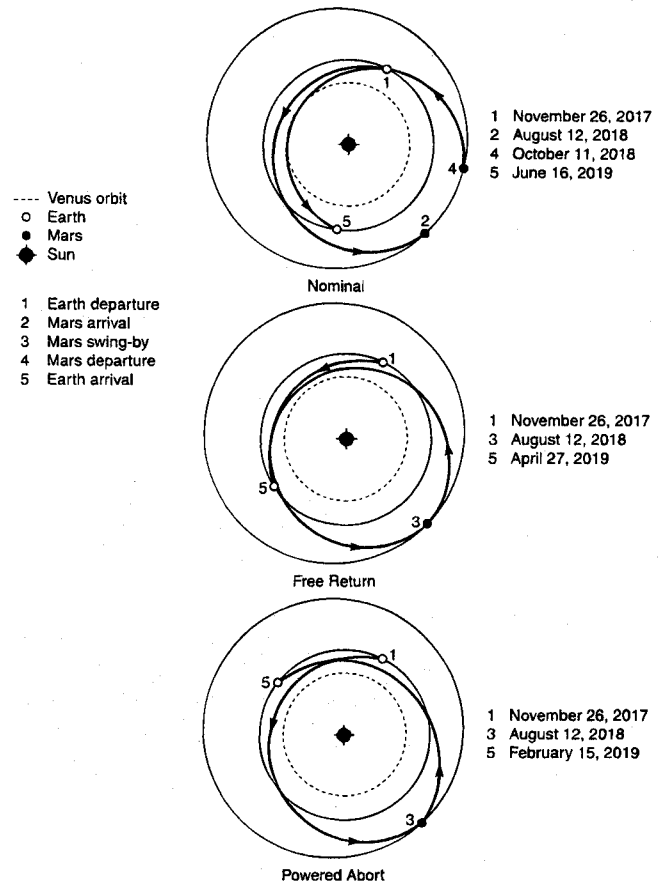 1
1 November 26, 2017
2 August 12, 2018
4 October 11, 2018
5 June 16, 2019
4
5
2
Nominal
Venus orbit
Earth
Mars
Sun
1 Earth departure
2 Mars arrival
3 Mars swing-by
4 Mars departure
5 Earth arrival
1
1 November 26, 2017
3 August 12, 2018
5 April 27, 2019
5
3
Free Return
1
5
1 November 26, 2017
3 August 12, 2018
5 February 15, 2019
3
Powered Abort